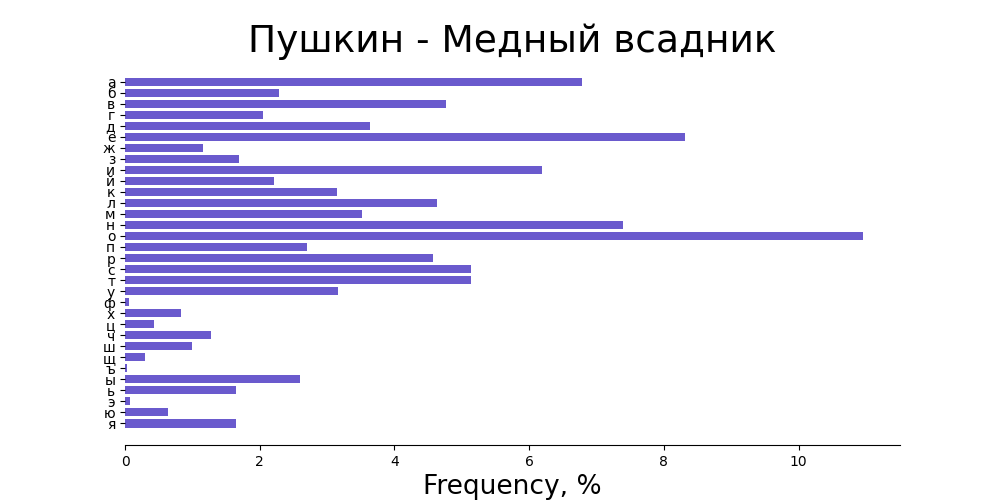 Пушкин - Медный всадник
а
б
в
г
д
е
ж
з
и
й
к
л
м
н
о
п
р
с
т
у
ф
х
ц
ч
ш
щ
ъ
ы
ь
э
ю
я
0 2 4 6 8 10
Frequency, %